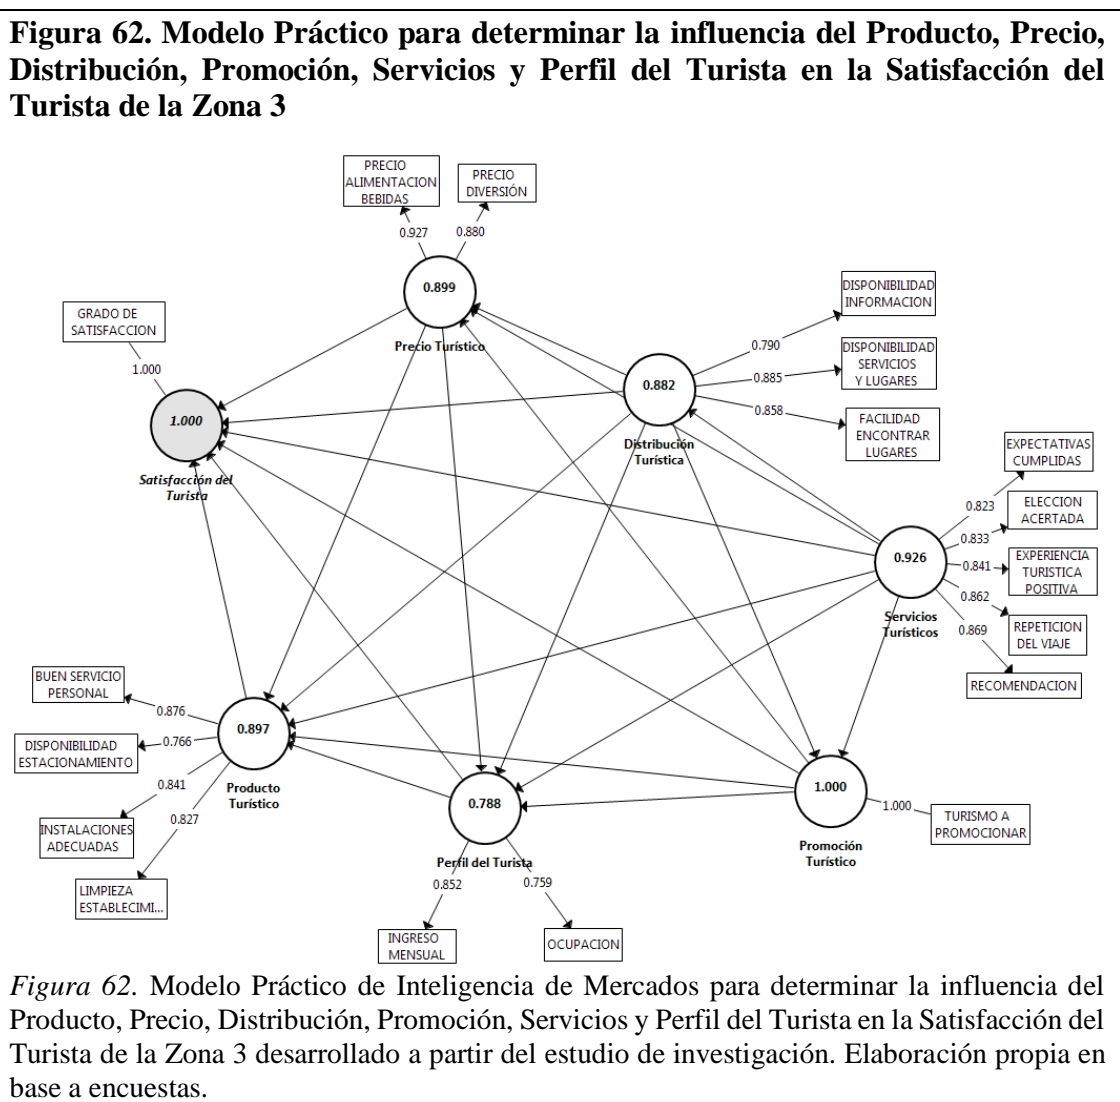 Figura 62. Modelo Práctico para determinar la influencia del Producto, Precio,
Distribución, Promoción, Servicios y Perfil del Turista en la Satisfacción del
Turista de la Zona 3
PRECIO
ALIMENTACION
BEBIDAS
PRECIO
DIVERSIÓN
0.927
0.880
0.899
Precio Turístico
GRADO DE
SATISFACCION
1.000
1.000
Satisfacción del
Turista
DISPONIBILIDAD
INFORMACION
0.790
DISPONIBILIDAD
SERVICIOS
Y LUGARES
0.885
0.858
FACILIDAD
ENCONTRAR
LUGARES
0.882
Distribución
Turística
EXPECTATIVAS
CUMPLIDAS
0.823
ELECCION
ACERTADA
0.833
EXPERIENCIA
TURISTICA
POSITIVA
0.841
0.862
REPETICION
DEL VIAJE
0.869
RECOMENDACION
0.926
Servicios
Turísticos
BUEN SERVICIO
PERSONAL
0.876
DISPONIBILIDAD
ESTACIONAMIENTO
0.766
0.841
INSTALACIONES
ADECUADAS
0.827
LIMPIEZA
ESTABLECIMI...
0.897
Producto
Turístico
0.788
Perfil del Turista
0.852
0.759
INGRESO
MENSUAL
OCUPACION
1.000
Promoción
Turístico
1.000
TURISMO A
PROMOCIONAR
Figura 62. Modelo Práctico de Inteligencia de Mercados para determinar la influencia del
Producto, Precio, Distribución, Promoción, Servicios y Perfil del Turista en la Satisfacción del
Turista de la Zona 3 desarrollado a partir del estudio de investigación. Elaboración propia en
base a encuestas.